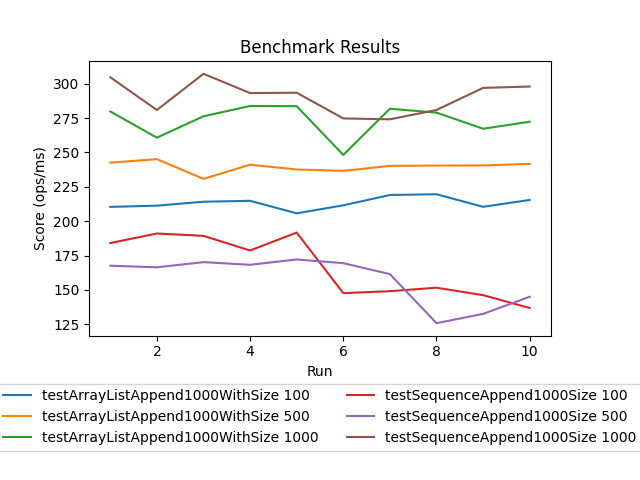 Benchmark Results
Score (ops/ms)
300
275
250
225
200
175
150
125
2 4 6 8 10
Run
testArrayListAppend1000WithSize 100
testArrayListAppend1000WithSize 500
testArrayListAppend1000WithSize 1000
testSequenceAppend1000Size 100
testSequenceAppend1000Size 500
testSequenceAppend1000Size 1000